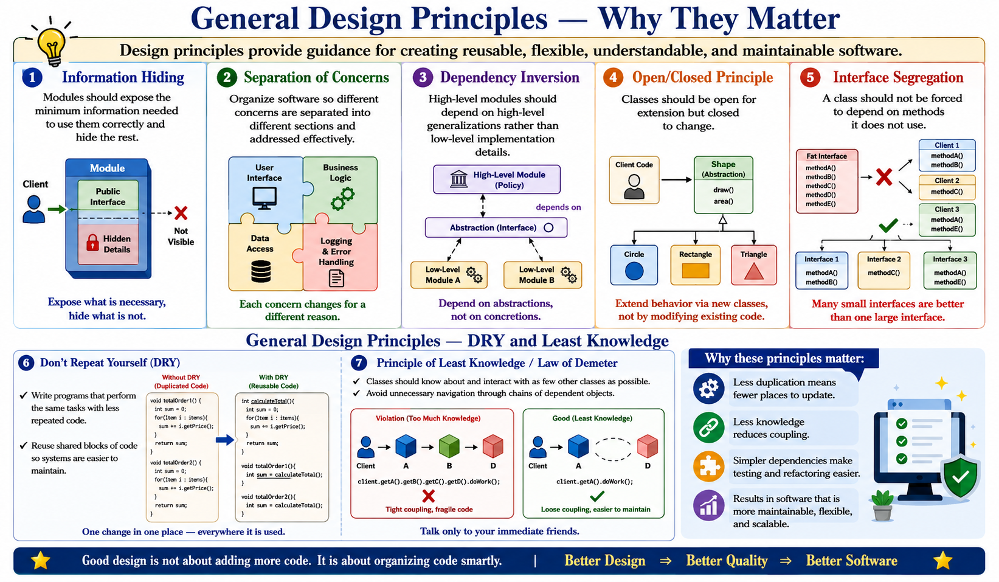 General Design Principles — Why They Matter
Design principles provide guidance for creating reusable, flexible, understandable, and maintainable software.
1 Information Hiding
Modules should expose the
minimum information needed
to use them correctly and
hide the rest.
Client
Module
Public
Interface
Hidden
Details
Not
Visible
Expose what is necessary,
hide what is not.
2 Separation of Concerns
Organize software so different
concerns are separated into
different sections and
addressed effectively.
User
Interface
Business
Logic
Data
Access
Logging
& Error
Handling
Each concern changes for a
different reason.
3 Dependency Inversion
High-level modules should
depend on high-level
generalizations rather than
low-level implementation
details.
High-Level Module
(Policy)
depends on
Abstraction (Interface)
Low-Level
Module A
Low-Level
Module B
Depend on abstractions,
not on concretions.
4 Open/Closed Principle
Classes should be open for
extension but closed
to change.
Client Code
Shape
(Abstraction)
draw()
area()
Circle
Rectangle
Triangle
Extend behavior via new classes,
not by modifying existing code.
5 Interface Segregation
A class should not be forced
to depend on methods
it does not use.
Fat Interface
methodA()
methodB()
methodC()
methodD()
methodE()
Client 1
methodA()
methodB()
Client 2
methodC()
Client 3
methodA()
methodE()
Interface 1
methodA()
methodB()
Interface 2
methodC()
Interface 3
methodA()
methodE()
Many small interfaces are better
than one large interface.
General Design Principles — DRY and Least Knowledge
6 Don't Repeat Yourself (DRY)
✓ Write programs that perform
the same tasks with less
repeated code.
✓ Reuse shared blocks of code
so systems are easier to
maintain.
Without DRY
(Duplicated Code)
void totalOrder1() {
int sum = 0;
for(1tem i : items){
sum += i.getPrice();
}
return sum;
}
void totalOrder2() {
int sum = 0;
for(1tem i : items){
sum += i.getPrice();
}
return sum;
}
With DRY
(Reusable Code)
int calculateTotal(){
int sum = 0;
for(1tem i : items){
sum += i.getPrice();
}
return sum;
}
void totalOrder1(){
int sum = calculateTotal();
}
void totalOrder2(){
int sum = calculateTotal();
}
One change in one place — everywhere it is used.
7 Principle of Least Knowledge / Law of Demeter
✓ Classes should know about and interact with as few other classes as possible.
✓ Avoid unnecessary navigation through chains of dependent objects.
Violation (Too Much Knowledge)
Client A B D
client.getA().getB().getC().getD().doWork();
Tight coupling, fragile code
Good (Least Knowledge)
Client A D
client.getA().doWork();
Loose coupling, easier to maintain
Talk only to your immediate friends.
Why these principles matter:
Less duplication means
fewer places to update.
Less knowledge
reduces coupling.
Simpler dependencies make
testing and refactoring easier.
Results in software that is
more maintainable, flexible,
and scalable.
Good design is not about adding more code. It is about organizing code smartly. | Better Design ⇒ Better Quality ⇒ Better Software